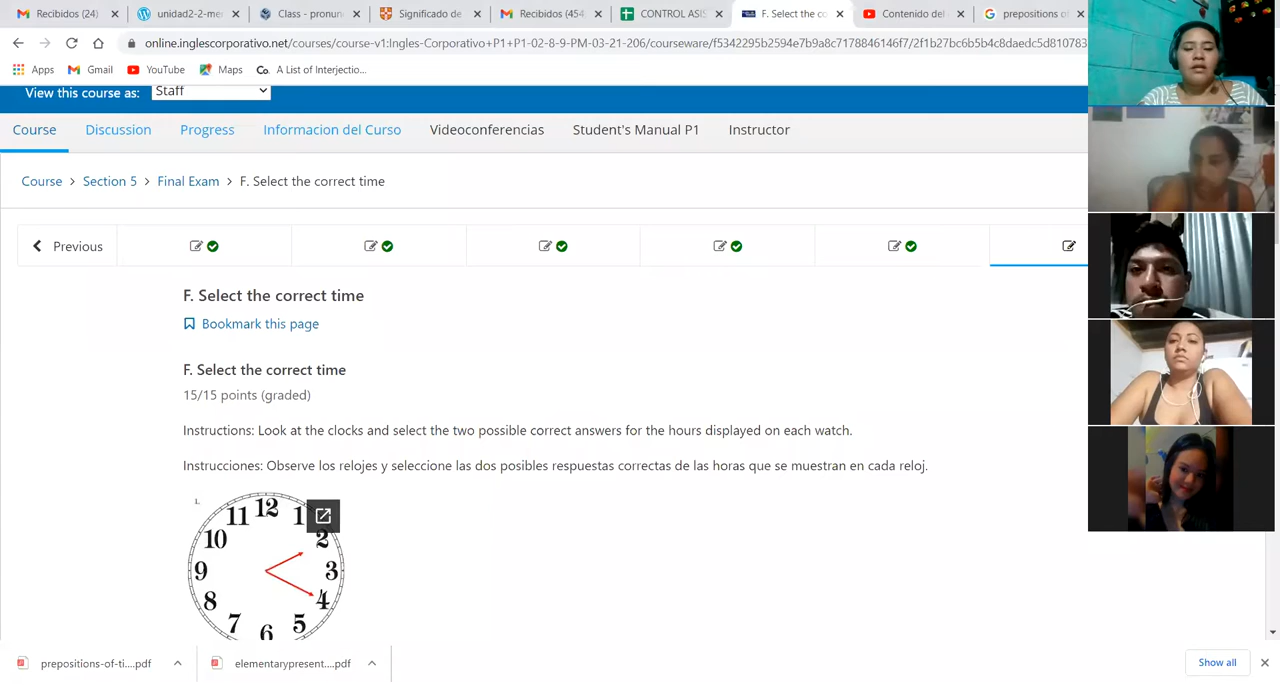 Recibidos (24)
unidad2-2-me
Class - pronun
Significado de
Recibidos (454
CONTROL ASIS
F. Select the co
Contenido del
prepositions o
online.inglescorporativo.net/courses/course-v1:Ingles-Corporativo+P1+P1-02-8-9-PM-03-21-206/courseware/f5342295b2594e7b9a8c7178846146f7/2f1b27bc6b5b4c8daedc5d810783
Apps Gmail YouTube Maps Co. A List of Interjectio...
View this course as: Staff
Course Discussion Progress Informacion del Curso Videoconferencias Student's Manual P1 Instructor
Course > Section 5 > Final Exam > F. Select the correct time
Previous
F. Select the correct time
Bookmark this page
F. Select the correct time
15/15 points (graded)
Instructions: Look at the clocks and select the two possible correct answers for the hours displayed on each watch.
Instrucciones: Observe los relojes y seleccione las dos posibles respuestas correctas de las horas que se muestran en cada reloj.
1.
11 12 1
10 2
9 3
8 4
7 6 5
prepositions-of-ti....pdf
elementarypresent....pdf
Show all